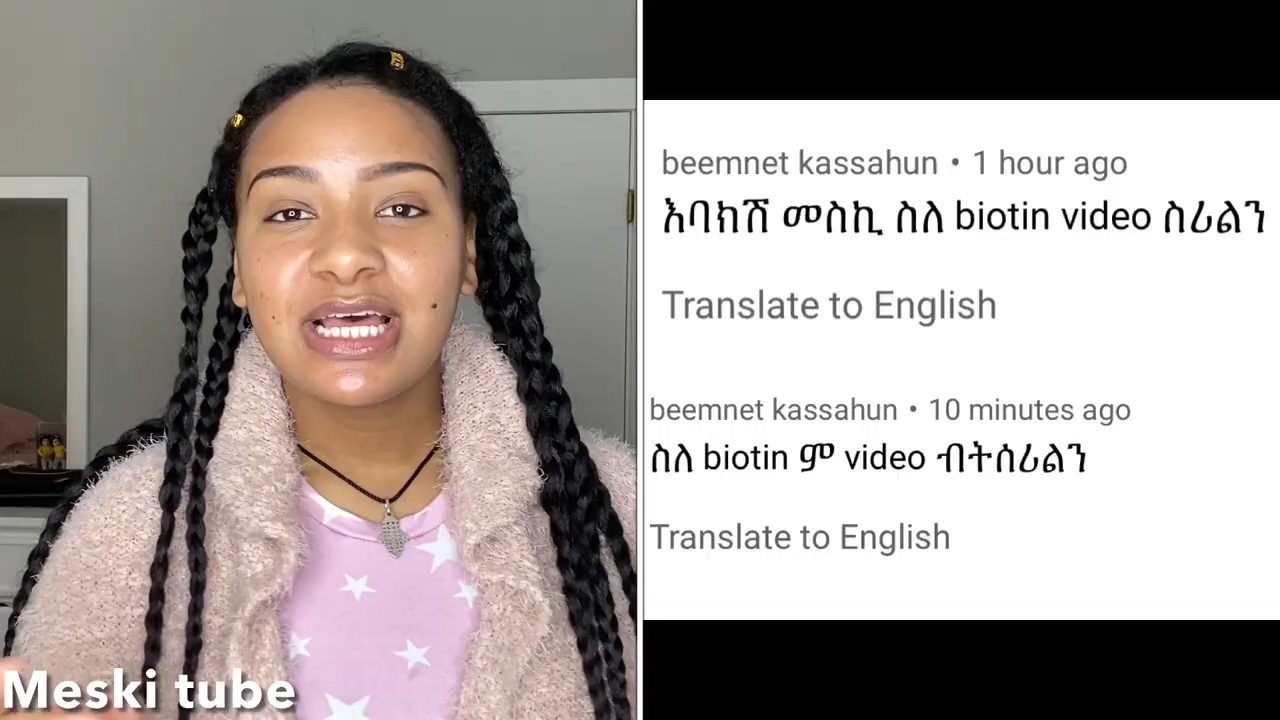 beemnet kassahun • 1 hour ago
እባክሽ መስኪ ስለ biotin video ስሪልን
Translate to English
beemnet kassahun • 10 minutes ago
ስለ biotin ም video ብትሰሪልን
Translate to English
Meski tube